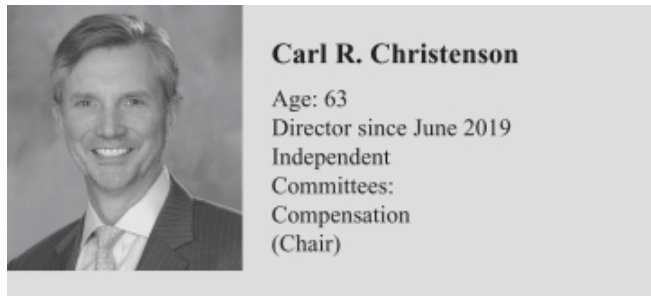 Carl R. Christenson
Age: 63
Director since June 2019
Independent
Committees:
Compensation
(Chair)